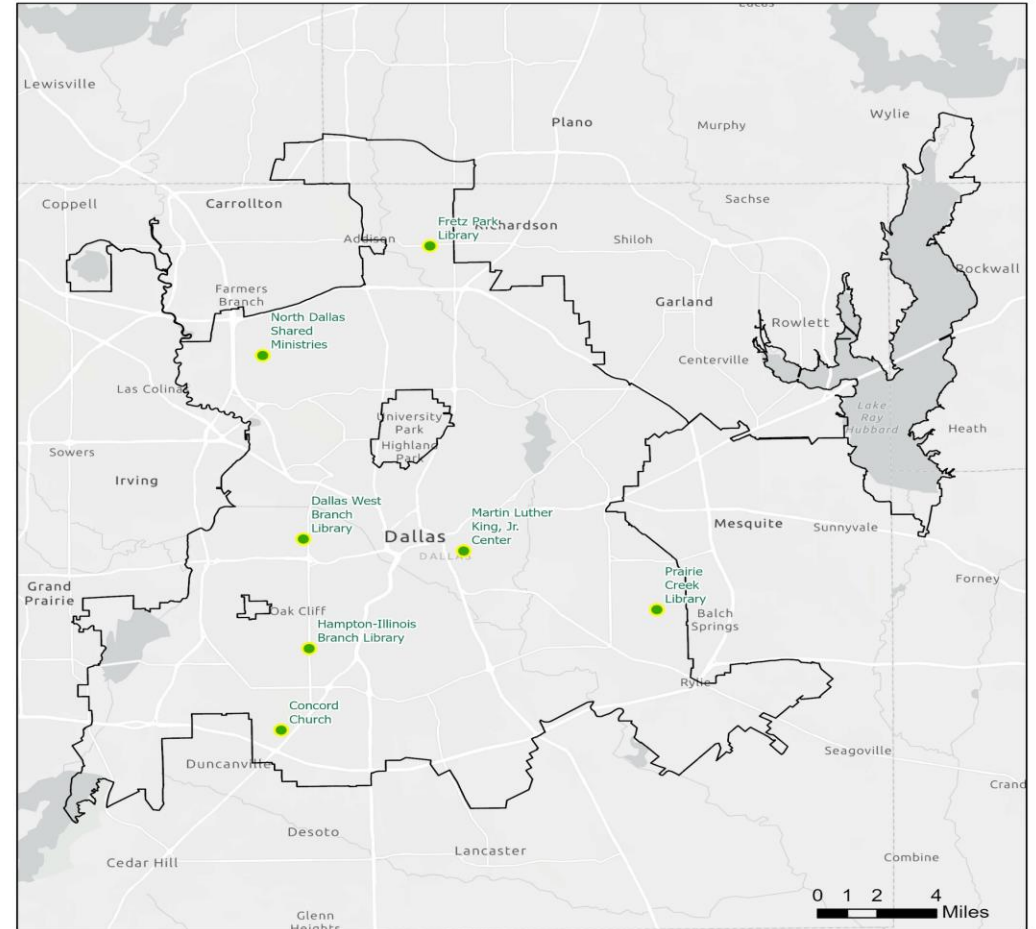 Lucas
Lewisville
Wylie
Plano
Murphy
Sachse
Coppell
Carrollton
Fretz Park
Library
Richardson
Addison
Shiloh
Rockwall
Farmers
Branch
Garland
North Dallas
Shared
Ministries
Rowlett
Centerville
Las Colina
University
Park
Highland
Park
Lake
Ray
Hubbard
Heath
Sowers
Irving
Dallas West
Branch
Library
Martin Luther
King, Jr.
Center
Dallas
DALLAS
Mesquite
Sunnyvale
Prairie
Creek
Library
Forney
Grand
Prairie
Oak Cliff
Balch
Springs
Hampton-Illinois
Branch Library
Rylie
Concord
Church
Seagoville
Duncanville
Crand
Desoto
Lancaster
Cedar Hill
Combine
Glenn
Heights
0 1 2 4
Miles